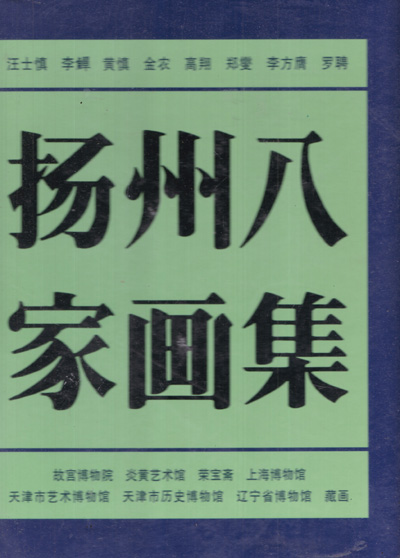 汪士慎 李鱓 黄慎 金农 高翔 郑燮 李方膺 罗聘
扬州八
家画集
故宫博物院 炎黄艺术馆 荣宝斋 上海博物馆
天津市艺术博物馆 天津市历史博物馆 辽宁省博物馆 藏画